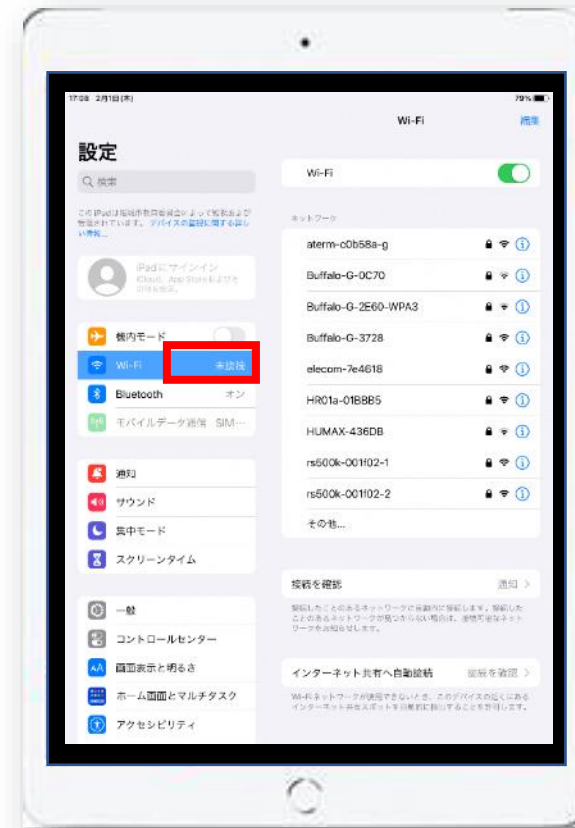 17:08 2月1日(木)
79%
設定
検索
このiPadは稲城市教育委員会によって監視および
管理されています。デバイスの監視に関する詳し
い情報…
iPadにサインイン
iCloud、App Storeおよびそ
の他を設定。
機内モード
Wi-Fi 未接続
Bluetooth オン
モバイルデータ通信 SIM…
通知
サウンド
集中モード
スクリーンタイム
一般
コントロールセンター
画面表示と明るさ
ホーム画面とマルチタスク
アクセシビリティ
Wi-Fi 編集
Wi-Fi
ネットワーク
aterm-c0b58a-g
Buffalo-G-0C70
Buffalo-G-2E60-WPA3
Buffalo-G-3728
elecom-7e4618
HR01a-01BBB5
HUMAX-436DB
rs500k-001f02-1
rs500k-001f02-2
その他...
接続を確認 通知
接続したことのあるネットワークに自動的に接続します。接続した
ことのあるネットワークが見つからない場合は、接続可能なネット
ワークをお知らせします。
インターネット共有へ自動接続 接続を確認
Wi-Fiネットワークが使用できないとき、このデバイスの近くにある
インターネット共有スポットを自動的に検出することを許可します。